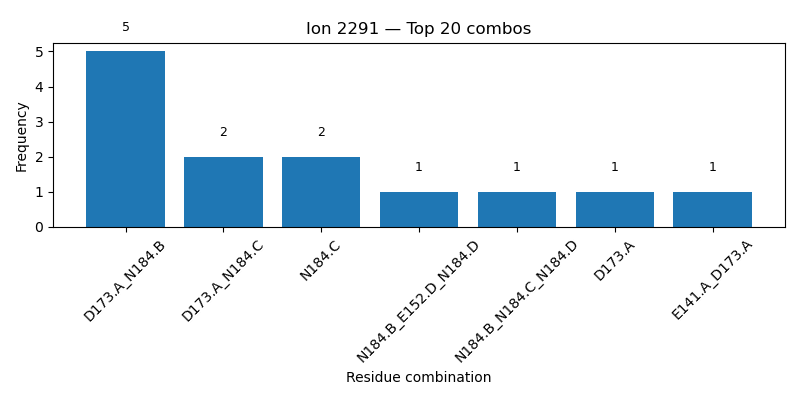 Ion 2291 — Top 20 combos
5
2
2
1
1
1
1
Frequency
5
4
3
2
1
0
D173.A_N184.B
D173.A_N184.C
N184.C
N184.B_E152.D_N184.D
N184.B_N184.C_N184.D
D173.A
E141.A_D173.A
Residue combination